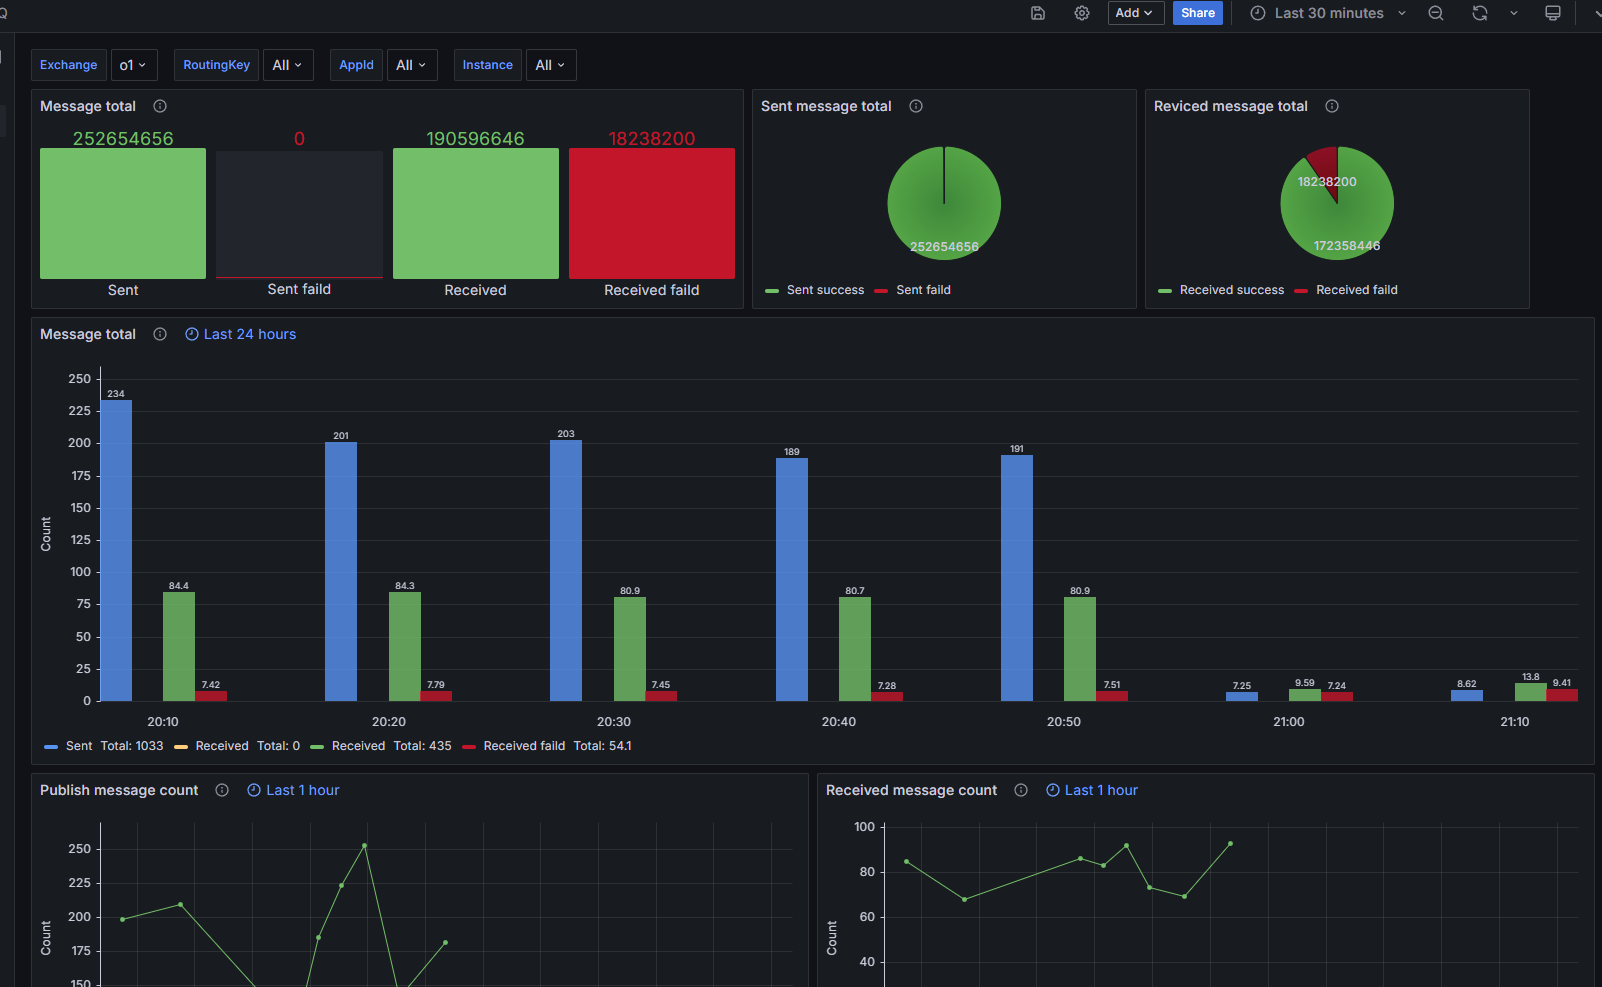 Add
Share
Last 30 minutes
Exchange o1 RoutingKey All AppId All Instance All
Message total
252654656 0 190596646 18238200
Sent Sent faild Received Received faild
Sent message total
252654656
Sent success Sent faild
Reviced message total
18238200
172358446
Received success Received faild
Message total Last 24 hours
Count
250
225
200
175
150
125
100
75
50
25
0
234 84.4 7.42
201 84.3 7.79
203 80.9 7.45
189 80.7 7.28
191 80.9 7.51
7.25 9.59 7.24
8.62 13.8 9.41
20:10 20:20 20:30 20:40 20:50 21:00 21:10
Sent Total: 1033 Received Total: 0 Received Total: 435 Received faild Total: 54.1
Publish message count Last 1 hour
Count
250
225
200
175
150
Received message count Last 1 hour
Count
100
80
60
40